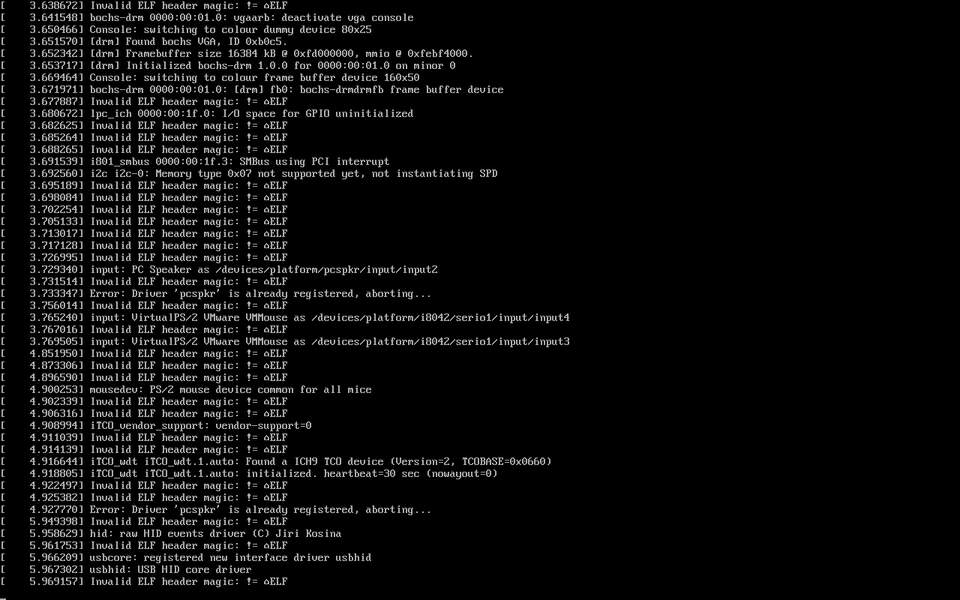 [    3.638672] Invalid ELF header magic: != ⌂ELF
[    3.641548] bochs-drm 0000:00:01.0: vgaarb: deactivate vga console
[    3.650466] Console: switching to colour dummy device 80x25
[    3.651570] [drm] Found bochs VGA, ID 0xb0c5.
[    3.652342] [drm] Framebuffer size 16384 kB @ 0xfd000000, mmio @ 0xfebf4000.
[    3.653717] [drm] Initialized bochs-drm 1.0.0 for 0000:00:01.0 on minor 0
[    3.669464] Console: switching to colour frame buffer device 160x50
[    3.671971] bochs-drm 0000:00:01.0: [drm] fb0: bochs-drmdrmfb frame buffer device
[    3.677887] Invalid ELF header magic: != ⌂ELF
[    3.680672] lpc_ich 0000:00:1f.0: I/O space for GPIO uninitialized
[    3.682625] Invalid ELF header magic: != ⌂ELF
[    3.685264] Invalid ELF header magic: != ⌂ELF
[    3.688265] Invalid ELF header magic: != ⌂ELF
[    3.691539] i801_smbus 0000:00:1f.3: SMBus using PCI interrupt
[    3.692560] i2c i2c-0: Memory type 0x07 not supported yet, not instantiating SPD
[    3.695189] Invalid ELF header magic: != ⌂ELF
[    3.698084] Invalid ELF header magic: != ⌂ELF
[    3.702254] Invalid ELF header magic: != ⌂ELF
[    3.705133] Invalid ELF header magic: != ⌂ELF
[    3.713017] Invalid ELF header magic: != ⌂ELF
[    3.717128] Invalid ELF header magic: != ⌂ELF
[    3.726995] Invalid ELF header magic: != ⌂ELF
[    3.729340] input: PC Speaker as /devices/platform/pcspkr/input/input2
[    3.731514] Invalid ELF header magic: != ⌂ELF
[    3.733347] Error: Driver 'pcspkr' is already registered, aborting...
[    3.756014] Invalid ELF header magic: != ⌂ELF
[    3.765240] input: VirtualPS/2 VMware VMMouse as /devices/platform/i8042/serio1/input/input4
[    3.767016] Invalid ELF header magic: != ⌂ELF
[    3.769505] input: VirtualPS/2 VMware VMMouse as /devices/platform/i8042/serio1/input/input3
[    4.851950] Invalid ELF header magic: != ⌂ELF
[    4.873306] Invalid ELF header magic: != ⌂ELF
[    4.896590] Invalid ELF header magic: != ⌂ELF
[    4.900253] mousedev: PS/2 mouse device common for all mice
[    4.902339] Invalid ELF header magic: != ⌂ELF
[    4.906316] Invalid ELF header magic: != ⌂ELF
[    4.908994] iTCO_vendor_support: vendor-support=0
[    4.911039] Invalid ELF header magic: != ⌂ELF
[    4.914139] Invalid ELF header magic: != ⌂ELF
[    4.916644] iTCO_wdt iTCO_wdt.1.auto: Found a ICH9 TCO device (Version=2, TCOBASE=0x0660)
[    4.918805] iTCO_wdt iTCO_wdt.1.auto: initialized. heartbeat=30 sec (nowayout=0)
[    4.922497] Invalid ELF header magic: != ⌂ELF
[    4.925382] Invalid ELF header magic: != ⌂ELF
[    4.927770] Error: Driver 'pcspkr' is already registered, aborting...
[    5.949398] Invalid ELF header magic: != ⌂ELF
[    5.958629] hid: raw HID events driver (C) Jiri Kosina
[    5.961753] Invalid ELF header magic: != ⌂ELF
[    5.966209] usbcore: registered new interface driver usbhid
[    5.967302] usbhid: USB HID core driver
[    5.969157] Invalid ELF header magic: != ⌂ELF